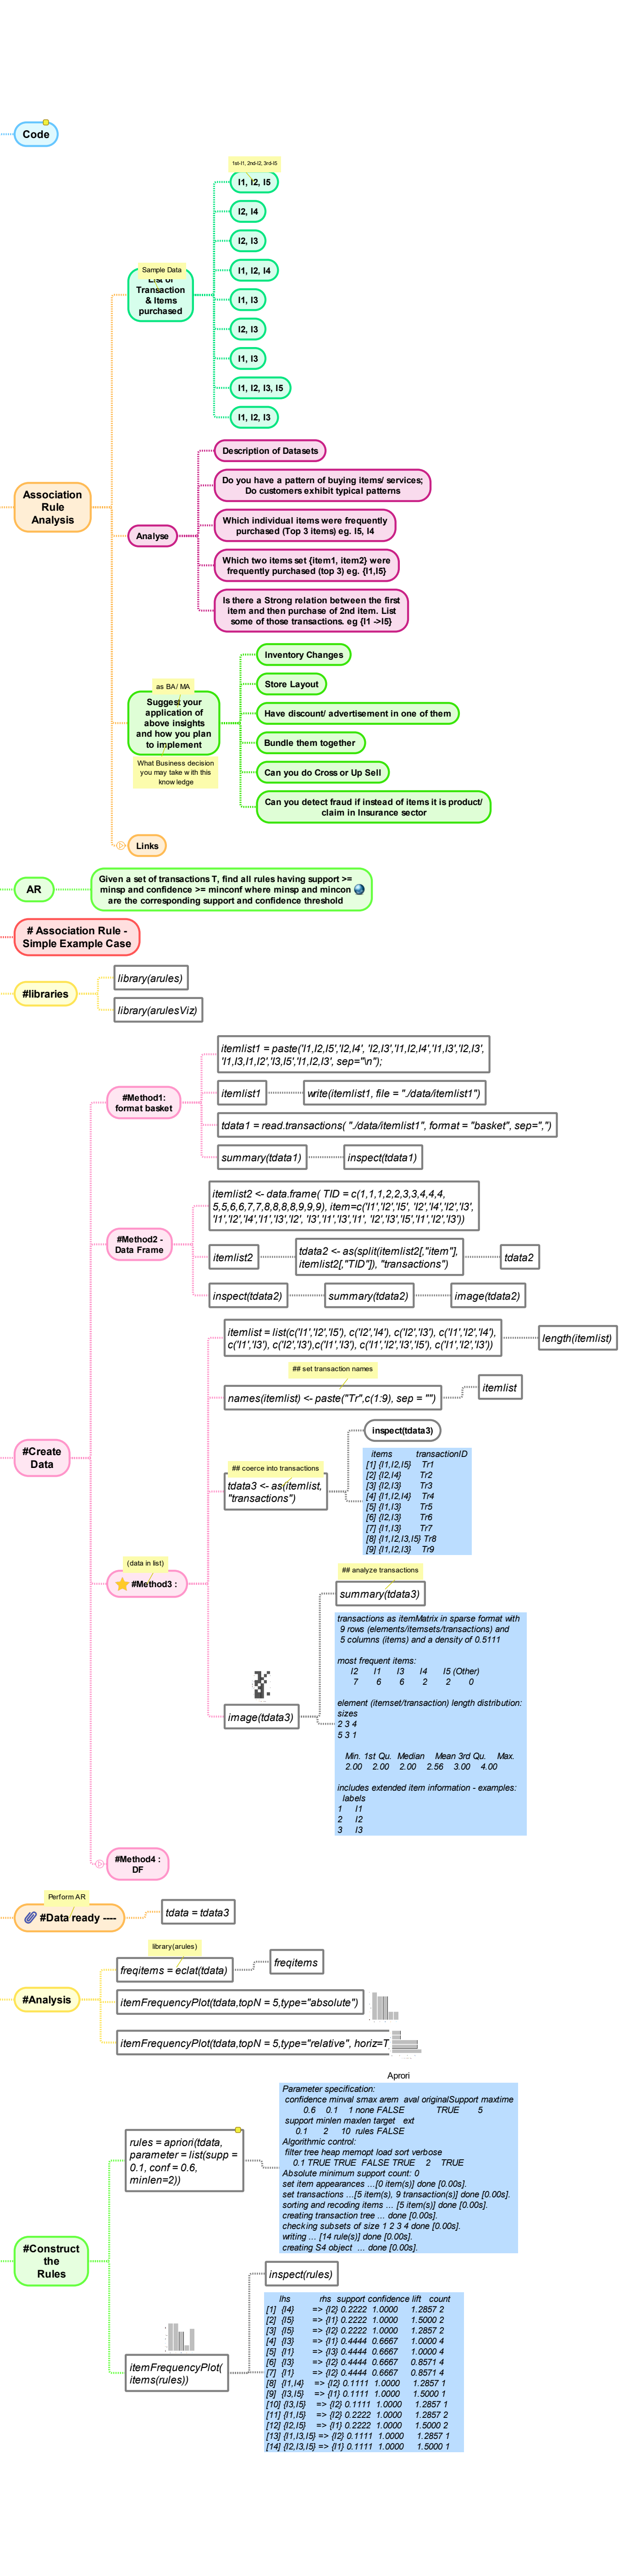 Code
1st-I1, 2nd-I2, 3rd-I5
I1, I2, I5
I2, I4
I2, I3
I1, I2, I4
I1, I3
I2, I3
I1, I3
I1, I2, I3, I5
I1, I2, I3
Sample Data
List of
Transaction
& Items
purchased
Association
Rule
Analysis
Analyse
Description of Datasets
Do you have a pattern of buying items/ services;
Do customers exhibit typical patterns
Which individual items were frequently
purchased (Top 3 items) eg. I5, I4
Which two items set {item1, item2} were
frequently purchased (top 3) eg. {I1,I5}
Is there a Strong relation between the first
item and then purchase of 2nd item. List
some of those transactions. eg {I1 ->I5}
as BA/ MA
Suggest your
application of
above insights
and how you plan
to implement
What Business decision
you may take with this
knowledge
Inventory Changes
Store Layout
Have discount/ advertisement in one of them
Bundle them together
Can you do Cross or Up Sell
Can you detect fraud if instead of items it is product/
claim in Insurance sector
Links
AR
Given a set of transactions T, find all rules having support >=
minsp and confidence >= minconf where minsp and mincon
are the corresponding support and confidence threshold
# Association Rule -
Simple Example Case
#libraries
library(arules)
library(arulesViz)
#Create
Data
#Method1:
format basket
itemlist1 = paste('I1,I2,I5','I2,I4', 'I2,I3','I1,I2,I4','I1,I3','I2,I3',
'I1,I3,I1,I2','I3,I5','I1,I2,I3', sep="\n");
itemlist1
write(itemlist1, file = "./data/itemlist1")
tdata1 = read.transactions( "./data/itemlist1", format = "basket", sep=",")
summary(tdata1)
inspect(tdata1)
#Method2 -
Data Frame
itemlist2 <- data.frame( TID = c(1,1,1,2,2,3,3,4,4,4,
5,5,6,6,7,7,8,8,8,8,9,9,9), item=c('I1','I2','I5', 'I2','I4','I2','I3',
'I1','I2','I4','I1','I3','I2', 'I3','I1','I3','I1', 'I2','I3','I5','I1','I2','I3'))
itemlist2
tdata2 <- as(split(itemlist2[,"item"],
itemlist2[,"TID"]), "transactions")
tdata2
inspect(tdata2)
summary(tdata2)
image(tdata2)
(data in list)
#Method3 :
itemlist = list(c('I1','I2','I5'), c('I2','I4'), c('I2','I3'), c('I1','I2','I4'),
c('I1','I3'), c('I2','I3'),c('I1','I3'), c('I1','I2','I3','I5'), c('I1','I2','I3'))
length(itemlist)
## set transaction names
names(itemlist) <- paste("Tr",c(1:9), sep = "")
itemlist
## coerce into transactions
data3 <- as(itemlist,
"transactions")
inspect(tdata3)
items transactionID
[1] {I1,I2,I5} Tr1
[2] {I2,I4} Tr2
[3] {I2,I3} Tr3
[4] {I1,I2,I4} Tr4
[5] {I1,I3} Tr5
[6] {I2,I3} Tr6
[7] {I1,I3} Tr7
[8] {I1,I2,I3,I5} Tr8
[9] {I1,I2,I3} Tr9
## analyze transactions
summary(tdata3)
image(tdata3)
transactions as itemMatrix in sparse format with
9 rows (elements/itemsets/transactions) and
5 columns (items) and a density of 0.5111
most frequent items:
I2 I1 I3 I4 I5 (Other)
7 6 6 2 2 0
element (itemset/transaction) length distribution:
sizes
2 3 4
5 3 1
Min. 1st Qu. Median Mean 3rd Qu. Max.
2.00 2.00 2.00 2.56 3.00 4.00
includes extended item information - examples:
labels
1 I1
2 I2
3 I3
#Method4 :
DF
Perform AR
#Data ready ----
tdata = tdata3
#Analysis
library(arules)
freqitems = eclat(tdata)
freqitems
itemFrequencyPlot(tdata,topN = 5,type="absolute")
itemFrequencyPlot(tdata,topN = 5,type="relative", horiz=T
Aprori
#Construct
the
Rules
rules = apriori(tdata,
parameter = list(supp =
0.1, conf = 0.6,
minlen=2))
Parameter specification:
confidence minval smax arem aval originalSupport maxtime
0.6 0.1 1 none FALSE TRUE 5
support minlen maxlen target ext
0.1 2 10 rules FALSE
Algorithmic control:
filter tree heap memopt load sort verbose
0.1 TRUE TRUE FALSE TRUE 2 TRUE
Absolute minimum support count: 0
set item appearances ...[0 item(s)] done [0.00s].
set transactions ...[5 item(s), 9 transaction(s)] done [0.00s].
sorting and recoding items ... [5 item(s)] done [0.00s].
creating transaction tree ... done [0.00s].
checking subsets of size 1 2 3 4 done [0.00s].
writing ... [14 rule(s)] done [0.00s].
creating S4 object ... done [0.00s].
inspect(rules)
itemFrequencyPlot(
items(rules))
lhs rhs support confidence lift count
[1] {I4} => {I2} 0.2222 1.0000 1.2857 2
[2] {I5} => {I1} 0.2222 1.0000 1.5000 2
[3] {I5} => {I2} 0.2222 1.0000 1.2857 2
[4] {I3} => {I1} 0.4444 0.6667 1.0000 4
[5] {I1} => {I3} 0.4444 0.6667 1.0000 4
[6] {I3} => {I2} 0.4444 0.6667 0.8571 4
[7] {I1} => {I2} 0.4444 0.6667 0.8571 4
[8] {I1,I4} => {I2} 0.1111 1.0000 1.2857 1
[9] {I3,I5} => {I1} 0.1111 1.0000 1.5000 1
[10] {I3,I5} => {I2} 0.1111 1.0000 1.2857 1
[11] {I1,I5} => {I2} 0.2222 1.0000 1.2857 2
[12] {I2,I5} => {I1} 0.2222 1.0000 1.5000 2
[13] {I1,I3,I5} => {I2} 0.1111 1.0000 1.2857 1
[14] {I2,I3,I5} => {I1} 0.1111 1.0000 1.5000 1